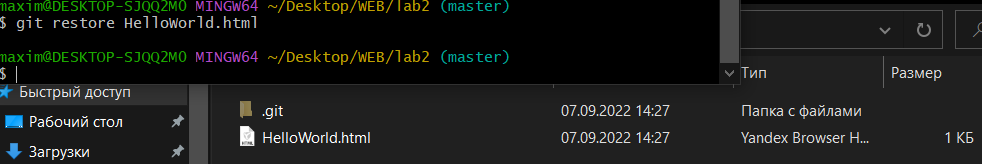 maxim@DESKTOP-SJQQ2M0 MINGW64 ~/Desktop/WEB/lab2 (master)
$ git restore HelloWorld.html
maxim@DESKTOP-SJQQ2M0 MINGW64 ~/Desktop/WEB/lab2 (master)
$
Быстрый доступ
Рабочий стол
Загрузки
Тип Размер
.git 07.09.2022 14:27 Папка с файлами
HelloWorld.html 07.09.2022 14:27 Yandex Browser H... 1 КБ